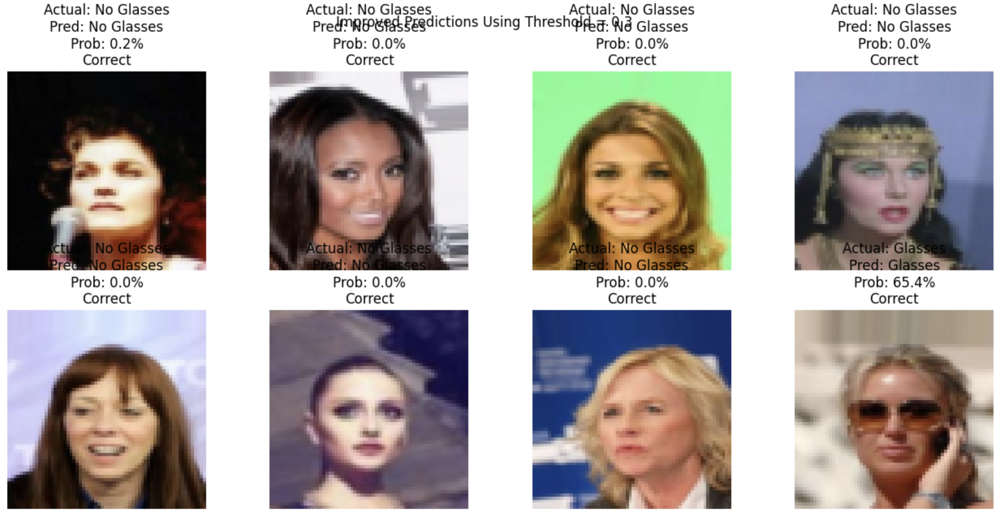 Actual: No Glasses
Pred: No Glasses
Prob: 0.2%
Correct
Actual: No Glasses
Pred: No Glasses
Prob: 0.0%
Correct
Actual: No Glasses
Pred: No Glasses
Prob: 0.0%
Correct
Actual: No Glasses
Pred: No Glasses
Prob: 0.0%
Correct
Improved Predictions Using Threshold = 0.3
Actual: No Glasses
Pred: No Glasses
Prob: 0.0%
Correct
Actual: No Glasses
Pred: No Glasses
Prob: 0.0%
Correct
Actual: No Glasses
Pred: No Glasses
Prob: 0.0%
Correct
Actual: Glasses
Pred: Glasses
Prob: 65.4%
Correct